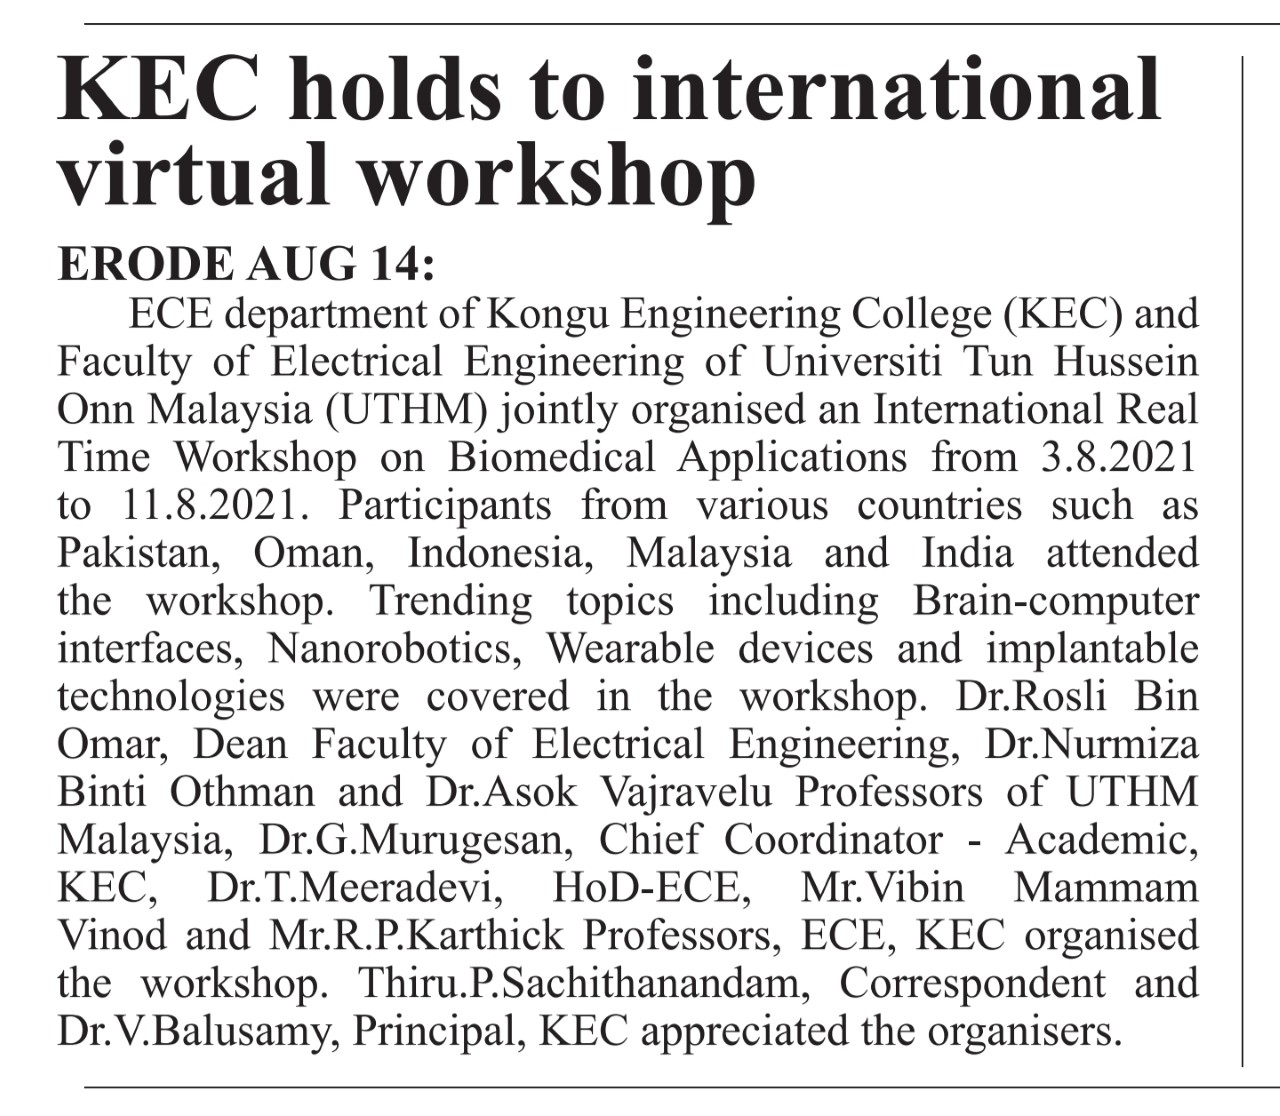 KEC holds to international
virtual workshop
ERODE AUG 14:
ECE department of Kongu Engineering College (KEC) and
Faculty of Electrical Engineering of Universiti Tun Hussein
Onn Malaysia (UTHM) jointly organised an International Real
Time Workshop on Biomedical Applications from 3.8.2021
to 11.8.2021. Participants from various countries such as
Pakistan, Oman, Indonesia, Malaysia and India attended
the workshop. Trending topics including Brain-computer
interfaces, Nanorobotics, Wearable devices and implantable
technologies were covered in the workshop. Dr.Rosli Bin
Omar, Dean Faculty of Electrical Engineering, Dr.Nurmiza
Binti Othman and Dr.Asok Vajravelu Professors of UTHM
Malaysia, Dr.G.Murugesan, Chief Coordinator - Academic,
KEC, Dr.T.Meeradevi, HoD-ECE, Mr.Vibin Mammam
Vinod and Mr.R.P.Karthick Professors, ECE, KEC organised
the workshop. Thiru.P.Sachithanandam, Correspondent and
Dr.V.Balusamy, Principal, KEC appreciated the organisers.